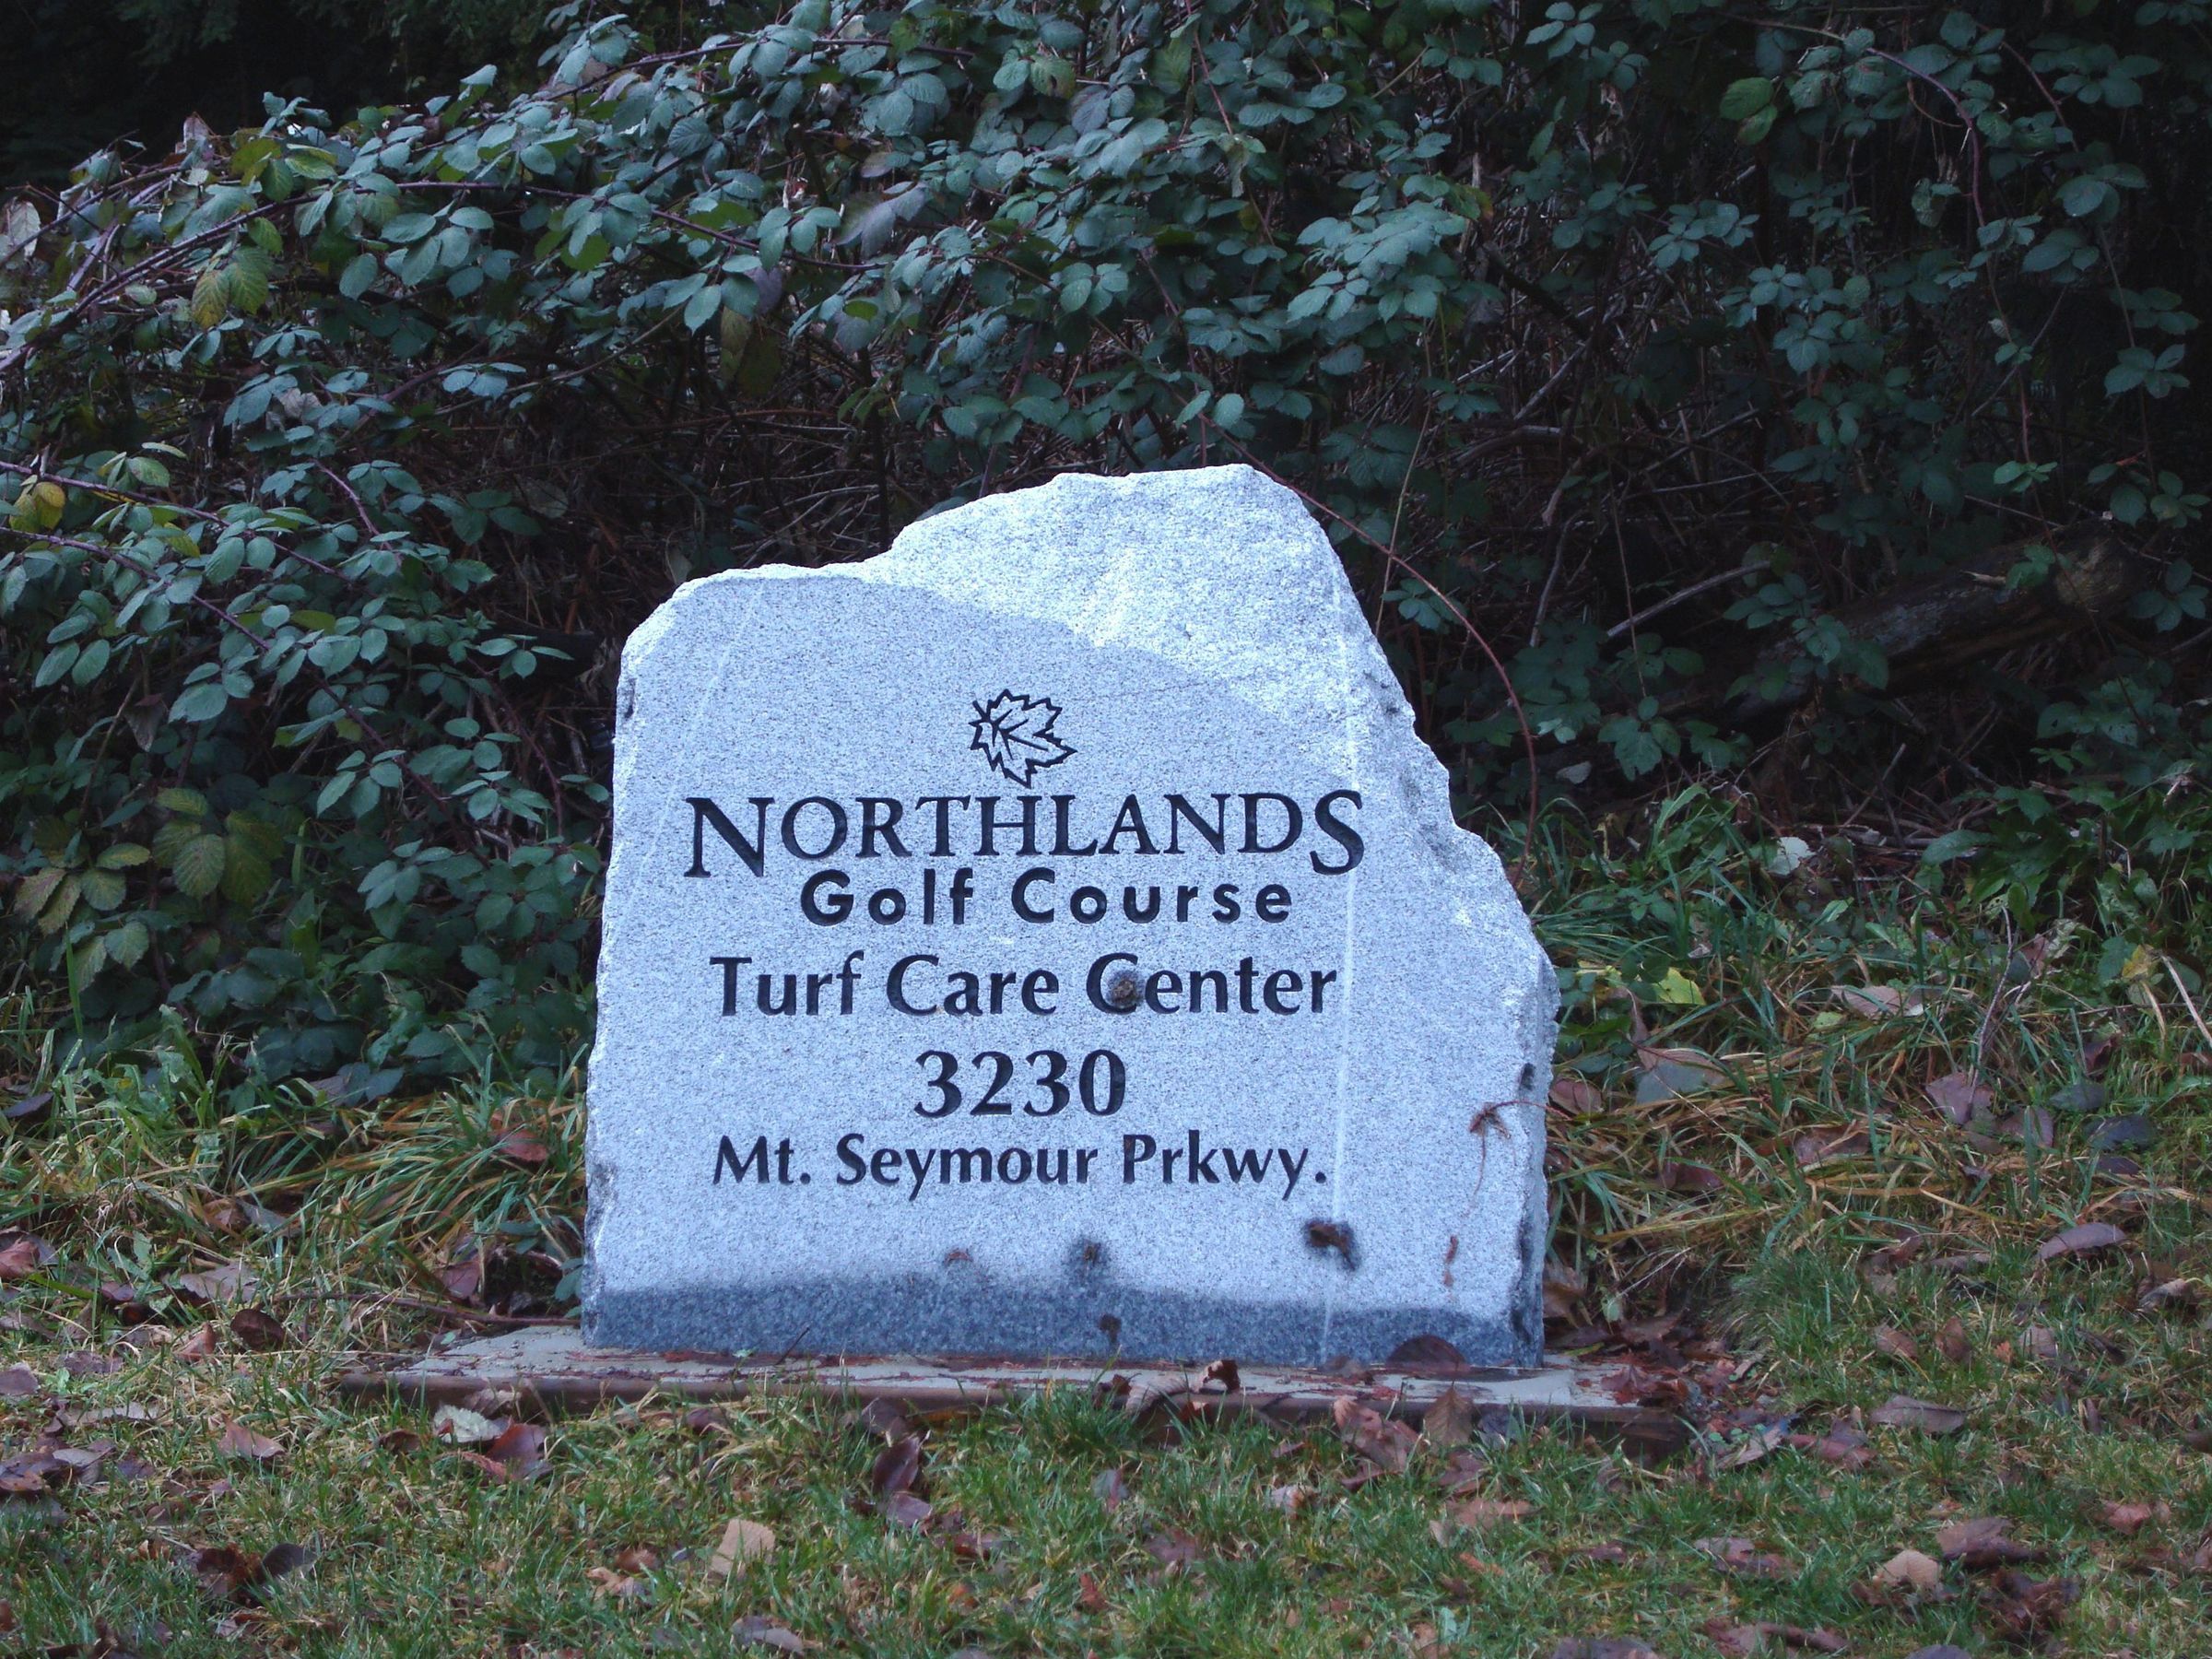 NORTHLANDS
Golf Course
Turf Care Center
3230
Mt. Seymour Prkwy.